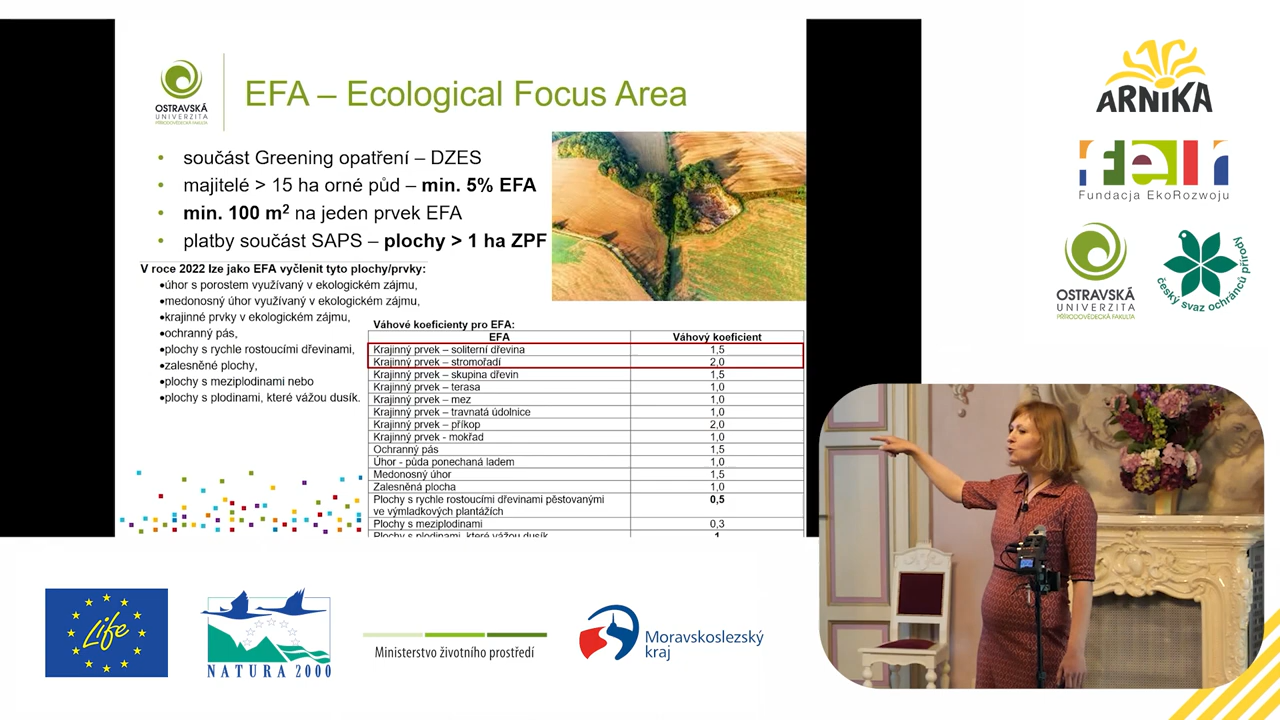 OSTRAVSKÁ
UNIVERZITA
PŘÍRODOVĚDECKÁ FAKULTA
EFA – Ecological Focus Area
• součást Greening opatření – DZES
• majitelé > 15 ha orné půd – min. 5% EFA
• min. 100 m² na jeden prvek EFA
• platby součást SAPS – plochy > 1 ha ZPF
V roce 2022 lze jako EFA vyčlenit tyto plochy/prvky:
•úhor s porostem využívaný v ekologickém zájmu,
•medonosný úhor využívaný v ekologickém zájmu,
•krajinné prvky v ekologickém zájmu,
•ochranný pás,
•plochy s rychle rostoucími dřevinami,
•zalesněné plochy,
•plochy s meziplodinami nebo
•plochy s plodinami, které vážou dusík.
Váhové koeficienty pro EFA:
EFA Váhový koeficient
Krajinný prvek – soliterní dřevina 1,5
Krajinný prvek – stromořadí 2,0
Krajinný prvek – skupina dřevin 1,5
Krajinný prvek – terasa 1,0
Krajinný prvek – mez 1,0
Krajinný prvek – travnatá údolnice 1,0
Krajinný prvek – příkop 2,0
Krajinný prvek - mokřad 1,0
Ochranný pás 1,5
Úhor - půda ponechaná ladem 1,0
Medonosný úhor 1,5
Zalesněná plocha 1,0
Plochy s rychle rostoucími dřevinami pěstovanými 0,5
ve výmladkových plantážích
Plochy s meziplodinami 0,3
Plochy s plodinami, které vážou dusík 1
ARNIKA
feni
Fundacja EkoRozwoju
OSTRAVSKÁ
UNIVERZITA
PŘÍRODOVĚDECKÁ FAKULTA
český svaz ochránců přírody
Life
NATURA 2000
Ministerstvo životního prostředí
Moravskoslezský
kraj